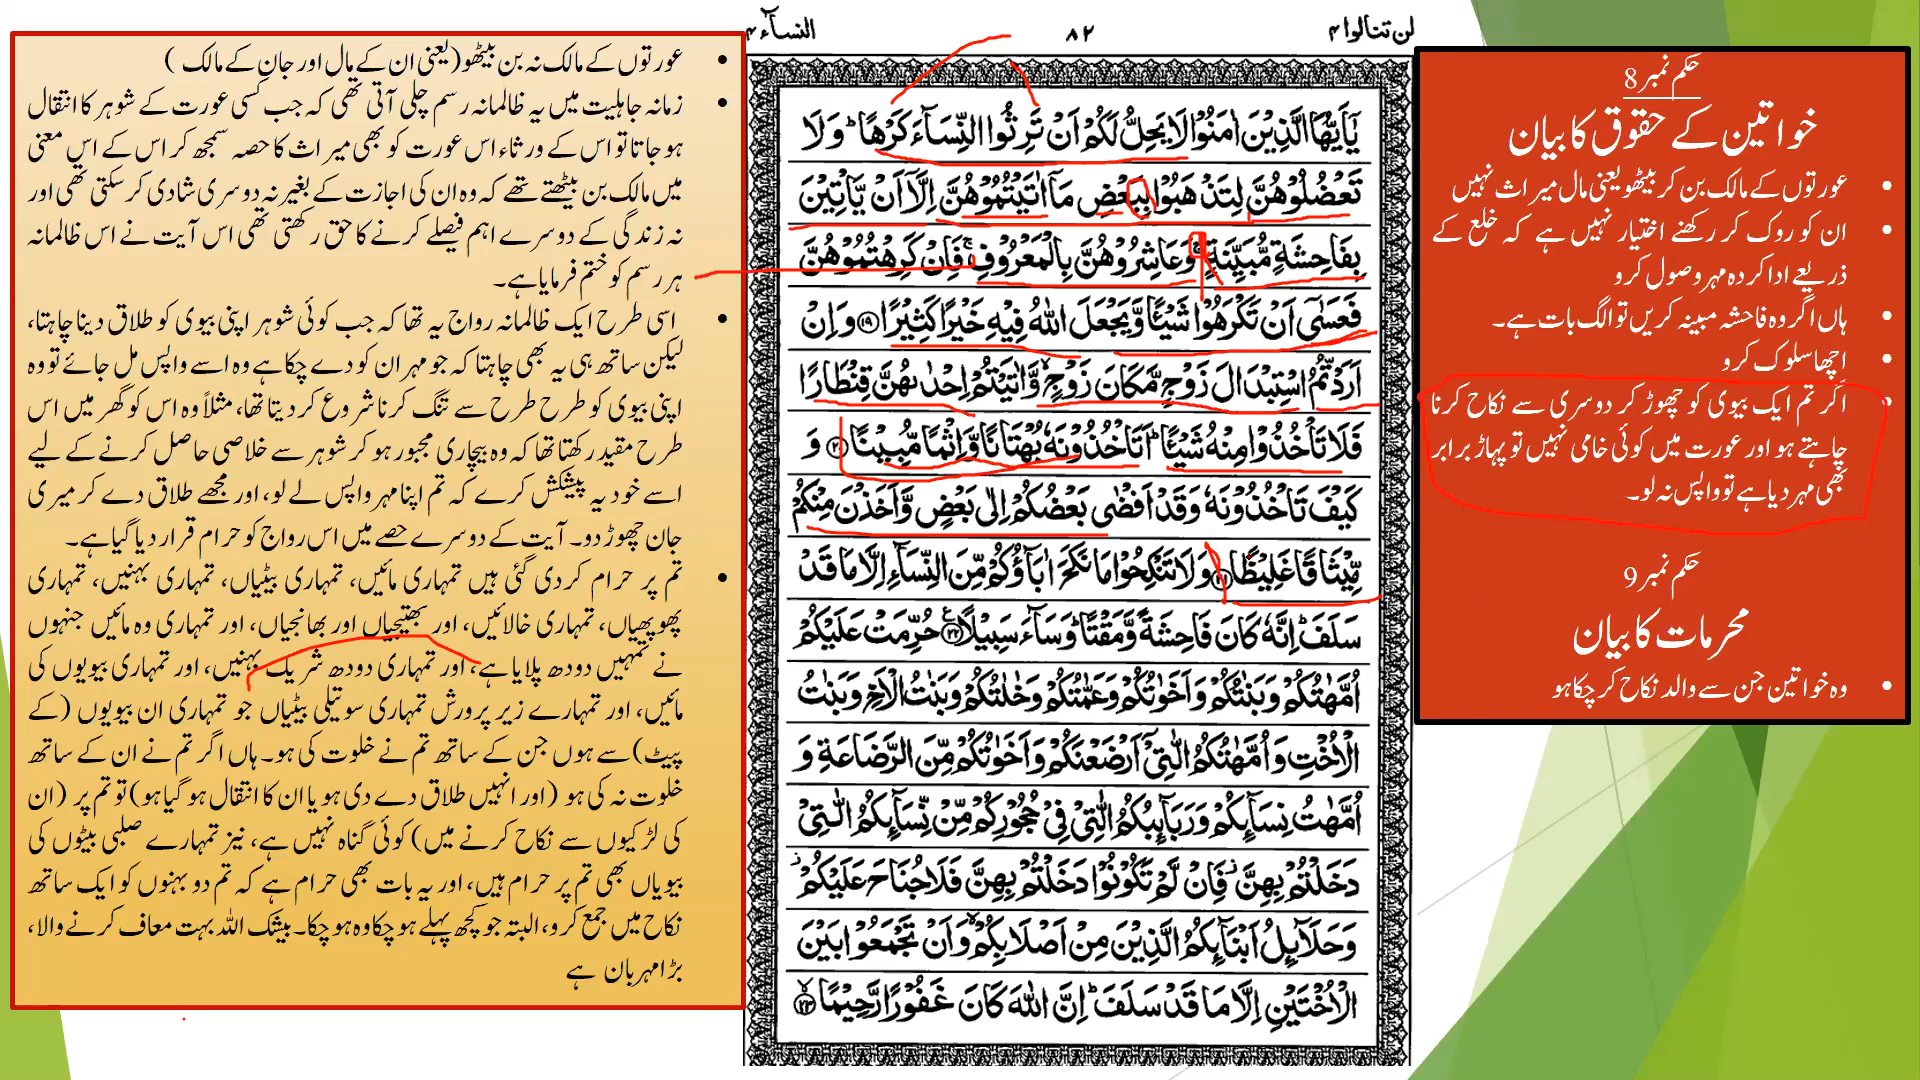 لن تنالوا ۴
۸۲
النسآء ۴
حکم نمبر 8
خواتین کے حقوق کا بیان
• عورتوں کے مالک بن کر بیٹھو یعنی مال میراث نہیں
• ان کو روک کر رکھنے اختیار نہیں ہے کہ خلع کے
ذریعے ادا کردہ مہر وصول کرو
• ہاں اگر وہ فاحشہ مبینہ کریں تو الگ بات ہے۔
• اچھا سلوک کرو
• اگر تم ایک بیوی کو چھوڑ کر دوسری سے نکاح کرنا
چاہتے ہو اور عورت میں کوئی خامی نہیں تو پہاڑ برابر
بھی مہر دیا ہے تو واپس نہ لو۔
حکم نمبر 9
محرمات کا بیان
• وہ خواتین جن سے والد نکاح کر چکا ہو
يٰۤاَيُّهَا الَّذِيْنَ اٰمَنُوْا لَا يَحِلُّ لَكُمْ اَنْ تَرِثُوا النِّسَآءَ كَرْهًا ؕ وَلَا
تَعْضُلُوْهُنَّ لِتَذْهَبُوْا بِبَعْضِ مَاۤ اٰتَيْتُمُوْهُنَّ اِلَّاۤ اَنْ يَّاْتِيْنَ
بِفَاحِشَةٍ مُّبَيِّنَةٍ ۚ وَعَاشِرُوْهُنَّ بِالْمَعْرُوْفِ ۚ فَاِنْ كَرِهْتُمُوْهُنَّ
فَعَسٰۤى اَنْ تَكْرَهُوْا شَيْـًٔا وَّيَجْعَلَ اللّٰهُ فِيْهِ خَيْرًا كَثِيْرًا ۱۹ وَاِنْ
اَرَدْتُّمُ اسْتِبْدَالَ زَوْجٍ مَّكَانَ زَوْجٍ ۙ وَّاٰتَيْتُمْ اِحْدٰىهُنَّ قِنْطَارًا
فَلَا تَاْخُذُوْا مِنْهُ شَيْـًٔا ؕ اَتَاْخُذُوْنَهٗ بُهْتَانًا وَّاِثْمًا مُّبِيْنًا ۲۰ وَ
كَيْفَ تَاْخُذُوْنَهٗ وَقَدْ اَفْضٰى بَعْضُكُمْ اِلٰى بَعْضٍ وَّاَخَذْنَ مِنْكُمْ
مِّيْثَاقًا غَلِيْظًا ۲۱ وَلَا تَنْكِحُوْا مَا نَكَحَ اٰبَآؤُكُمْ مِّنَ النِّسَآءِ اِلَّا مَا قَدْ
سَلَفَ ؕ اِنَّهٗ كَانَ فَاحِشَةً وَّمَقْتًا ؕ وَسَآءَ سَبِيْلًا ۲۲ حُرِّمَتْ عَلَيْكُمْ
اُمَّهٰتُكُمْ وَبَنٰتُكُمْ وَاَخَوٰتُكُمْ وَعَمّٰتُكُمْ وَخٰلٰتُكُمْ وَبَنٰتُ الْاَخِ وَبَنٰتُ
الْاُخْتِ وَاُمَّهٰتُكُمُ الّٰتِيْۤ اَرْضَعْنَكُمْ وَاَخَوٰتُكُمْ مِّنَ الرَّضَاعَةِ وَ
اُمَّهٰتُ نِسَآئِكُمْ وَرَبَآئِبُكُمُ الّٰتِيْ فِيْ حُجُوْرِكُمْ مِّنْ نِّسَآئِكُمُ الّٰتِيْ
دَخَلْتُمْ بِهِنَّ ؗ فَاِنْ لَّمْ تَكُوْنُوْا دَخَلْتُمْ بِهِنَّ فَلَا جُنَاحَ عَلَيْكُمْ ؗ
وَحَلَآئِلُ اَبْنَآئِكُمُ الَّذِيْنَ مِنْ اَصْلَابِكُمْ ۙ وَاَنْ تَجْمَعُوْا بَيْنَ
الْاُخْتَيْنِ اِلَّا مَا قَدْ سَلَفَ ؕ اِنَّ اللّٰهَ كَانَ غَفُوْرًا رَّحِيْمًا ۲۳
• عورتوں کے مالک نہ بن بیٹھو (یعنی ان کے مال اور جان کے مالک )
• زمانہ جاہلیت میں یہ ظالمانہ رسم چلی آتی تھی کہ جب کسی عورت کے شوہر کا انتقال
ہو جاتا تو اس کے ورثاء اس عورت کو بھی میراث کا حصہ سمجھ کر اس کے اس معنی
میں مالک بن بیٹھتے تھے کہ وہ ان کی اجازت کے بغیر نہ دوسری شادی کر سکتی تھی اور
نہ زندگی کے دوسرے اہم فیصلے کرنے کا حق رکھتی تھی اس آیت نے اس ظالمانہ
ہر رسم کو ختم فرمایا ہے۔
• اسی طرح ایک ظالمانہ رواج یہ تھا کہ جب کوئی شوہر اپنی بیوی کو طلاق دینا چاہتا،
لیکن ساتھ ہی یہ بھی چاہتا کہ جو مہر ان کو دے چکا ہے وہ اسے واپس مل جائے تو وہ
اپنی بیوی کو طرح طرح سے تنگ کرنا شروع کر دیتا تھا، مثلاً وہ اس کو گھر میں اس
طرح مقید رکھتا تھا کہ وہ بیچاری مجبور ہو کر شوہر سے خلاصی حاصل کرنے کے لیے
اسے خود یہ پیشکش کرے کہ تم اپنا مہر واپس لے لو، اور مجھے طلاق دے کر میری
جان چھوڑ دو۔ آیت کے دوسرے حصے میں اس رواج کو حرام قرار دیا گیا ہے۔
• تم پر حرام کر دی گئی ہیں تمہاری مائیں، تمہاری بیٹیاں، تمہاری بہنیں، تمہاری
پھوپھیاں، تمہاری خالائیں، اور بھتیجیاں اور بھانجیاں، اور تمہاری وہ مائیں جنہوں
نے تمہیں دودھ پلایا ہے، اور تمہاری دودھ شریک بہنیں، اور تمہاری بیویوں کی
مائیں، اور تمہارے زیر پرورش تمہاری سوتیلی بیٹیاں جو تمہاری ان بیویوں (کے
پیٹ) سے ہوں جن کے ساتھ تم نے خلوت کی ہو۔ ہاں اگر تم نے ان کے ساتھ
خلوت نہ کی ہو (اور انہیں طلاق دے دی ہو یا ان کا انتقال ہو گیا ہو) تو تم پر (ان
کی لڑکیوں سے نکاح کرنے میں) کوئی گناہ نہیں ہے، نیز تمہارے صلبی بیٹوں کی
بیویاں بھی تم پر حرام ہیں، اور یہ بات بھی حرام ہے کہ تم دو بہنوں کو ایک ساتھ
نکاح میں جمع کرو، البتہ جو کچھ پہلے ہو چکا وہ ہو چکا۔ بیشک اللہ بہت معاف کرنے والا،
بڑا مہربان ہے